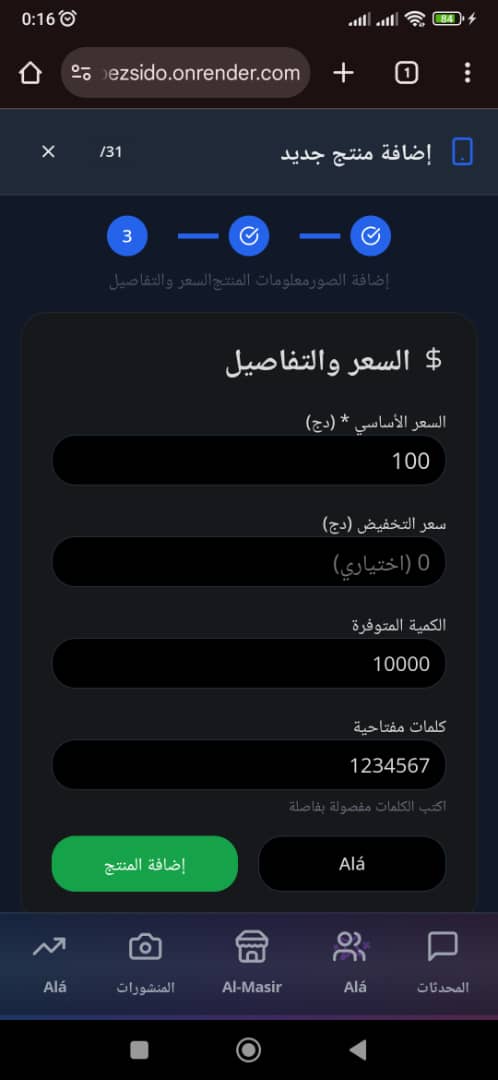 0:16
84
ezsido.onrender.com
1
إضافة منتج جديد
/31
3
إضافة الصورمعلومات المنتجالسعر والتفاصيل
$ السعر والتفاصيل
السعر الأساسي * (دج)
100
سعر التخفيض (دج)
0 (اختياري)
الكمية المتوفرة
10000
كلمات مفتاحية
1234567
اكتب الكلمات مفصولة بفاصلة
Alá
إضافة المنتج
المحدثات
Alá
Al-Masir
المنشورات
Alá